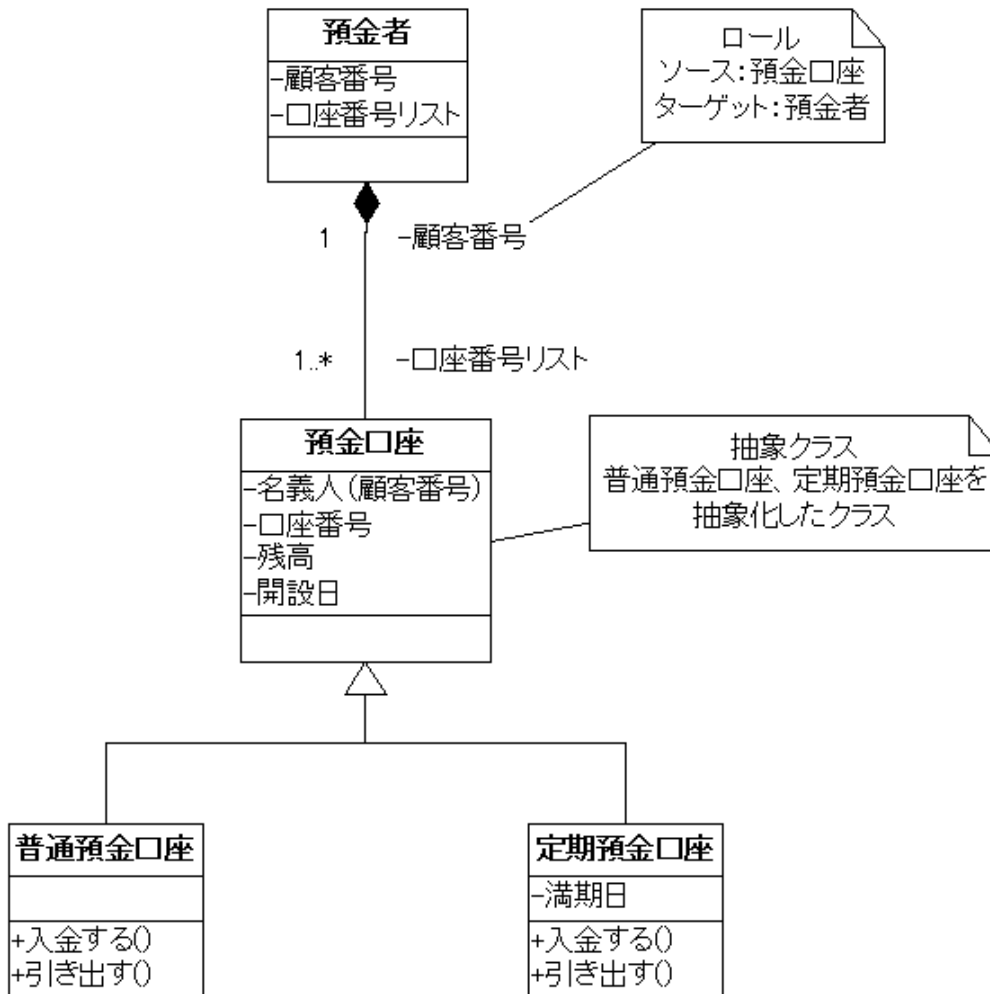 預金者
-顧客番号
-口座番号リスト
ロール
ソース:預金口座
ターゲット:預金者
1
-顧客番号
1..*
-口座番号リスト
預金口座
-名義人(顧客番号)
-口座番号
-残高
-開設日
抽象クラス
普通預金口座、定期預金口座を
抽象化したクラス
普通預金口座
+入金する()
+引き出す()
定期預金口座
-満期日
+入金する()
+引き出す()